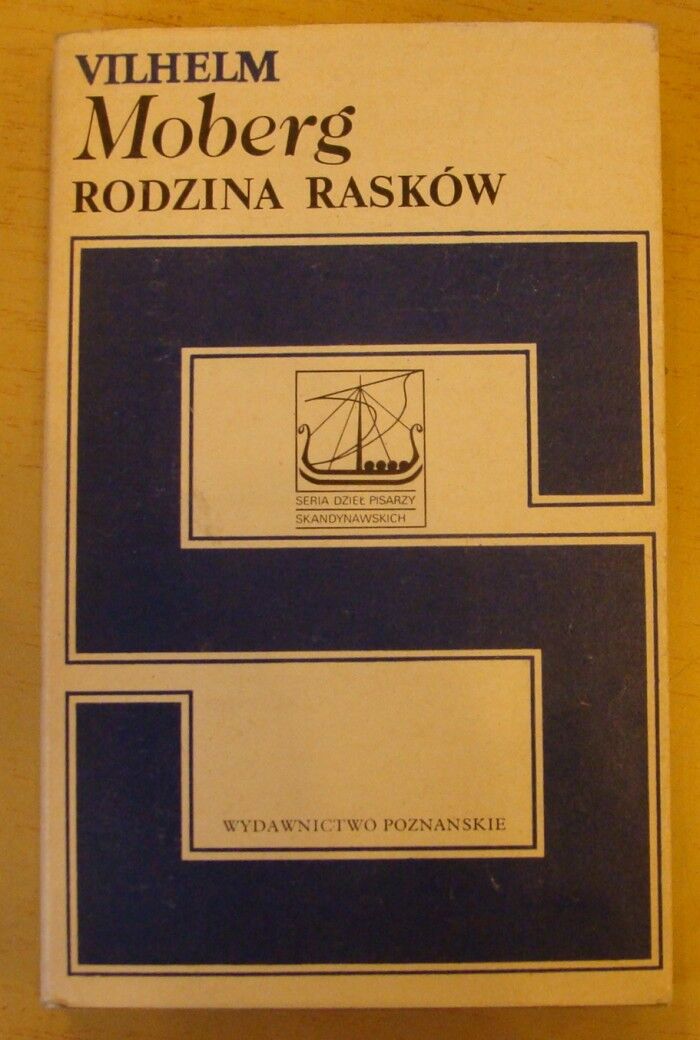 VILHELM
Moberg
RODZINA RASKÓW
SERIA DZIEŁ PISARZY
SKANDYNAWSKICH
WYDAWNICTWO POZNANSKIE